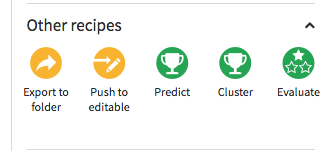 Other recipes
Export to folder
Push to editable
Predict
Cluster
Evaluate